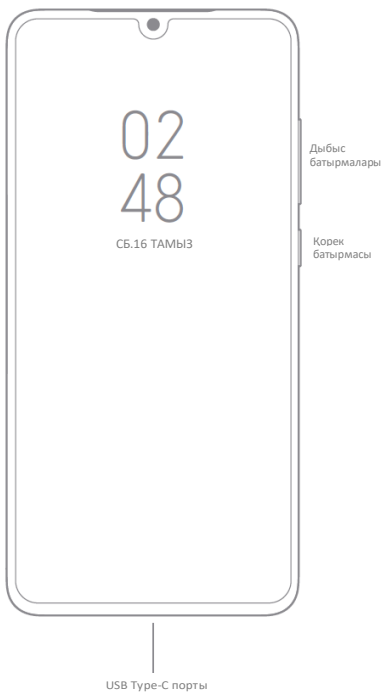 02
48
СБ.16 ТАМЫЗ
Дыбыс
батырмалары
Қорек
батырмасы
USB Type-C порты